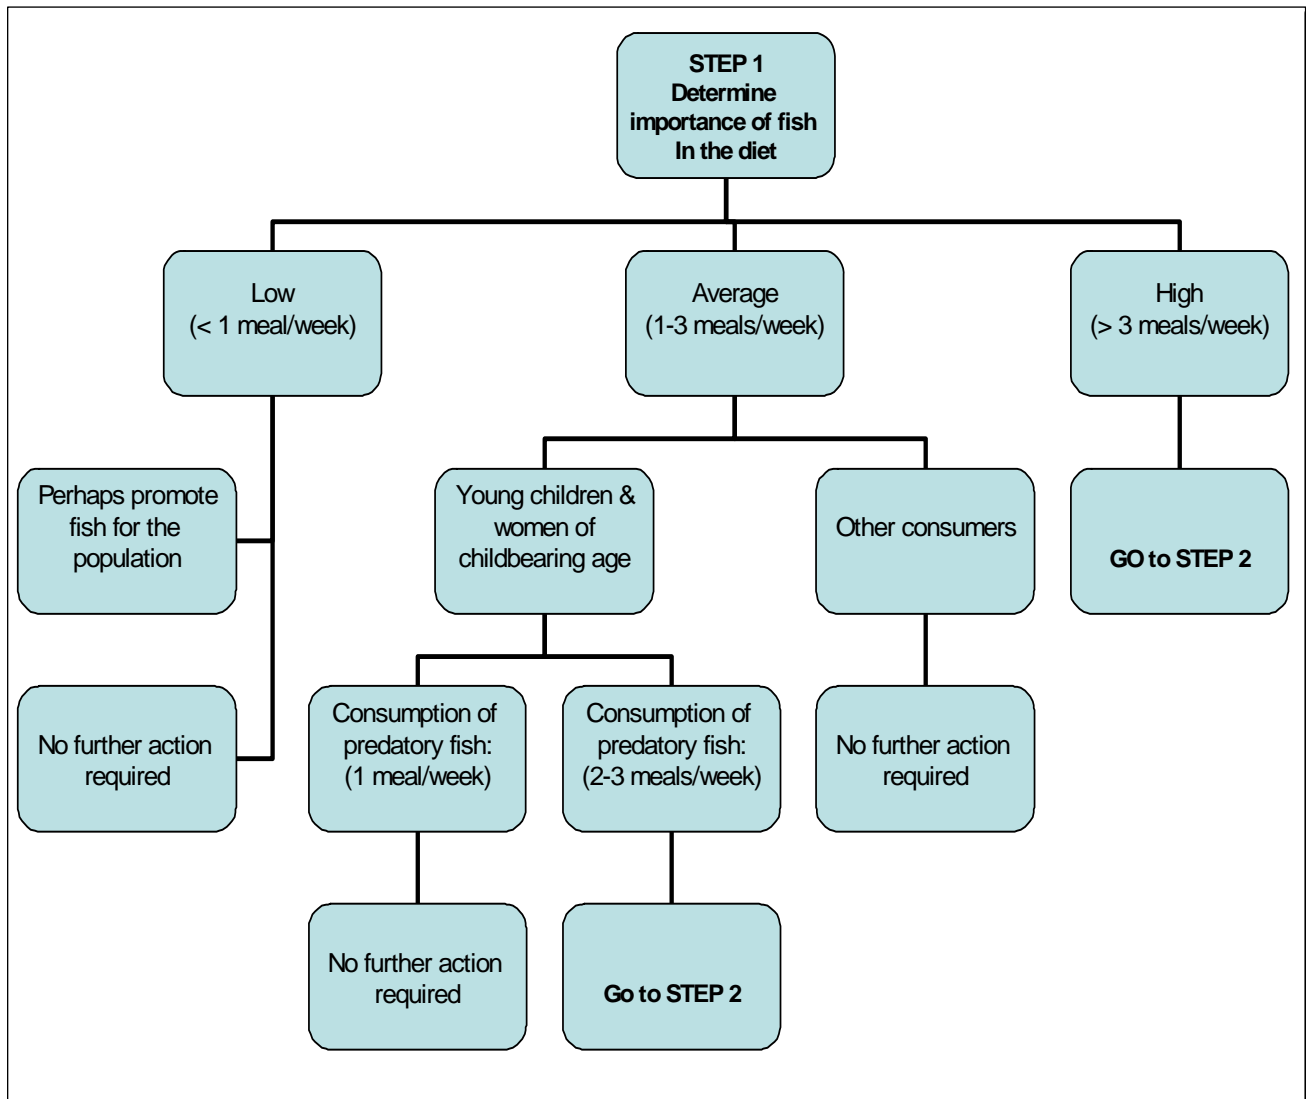 STEP 1
Determine
importance of fish
In the diet
Low
(< 1 meal/week)
Average
(1-3 meals/week)
High
(> 3 meals/week)
Perhaps promote
fish for the
population
Young children &
women of
childbearing age
Other consumers
GO to STEP 2
No further action
required
Consumption of
predatory fish:
(1 meal/week)
Consumption of
predatory fish:
(2-3 meals/week)
No further action
required
No further action
required
Go to STEP 2